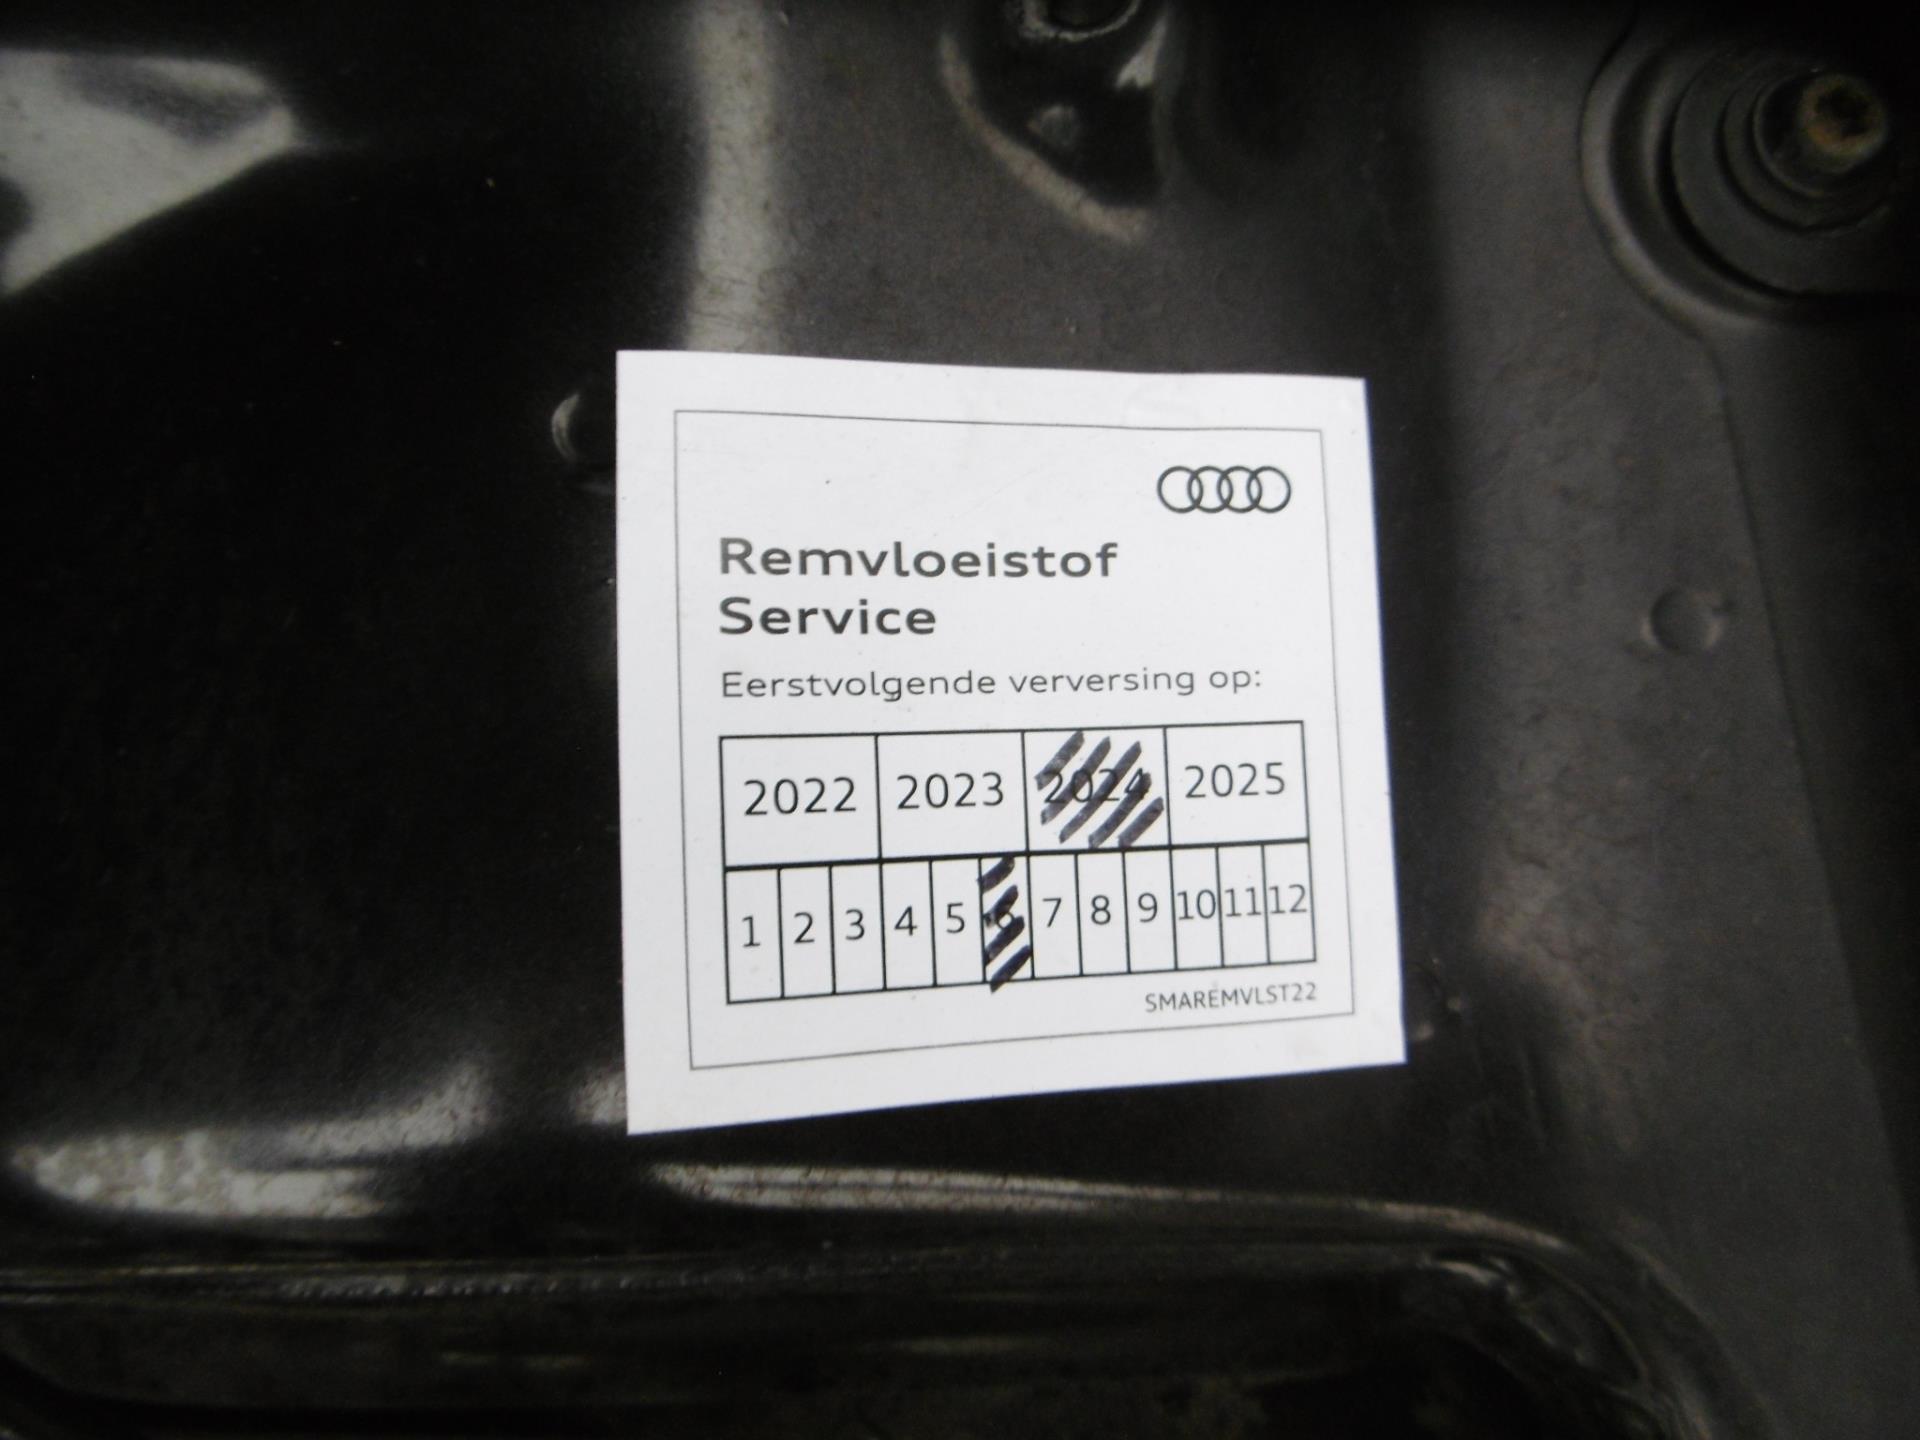 Remvloeistof
Service
Eerstvolgende verversing op:
2022 2023 2024 2025
1 2 3 4 5 6 7 8 9 10 11 12
SMAREMVLST22